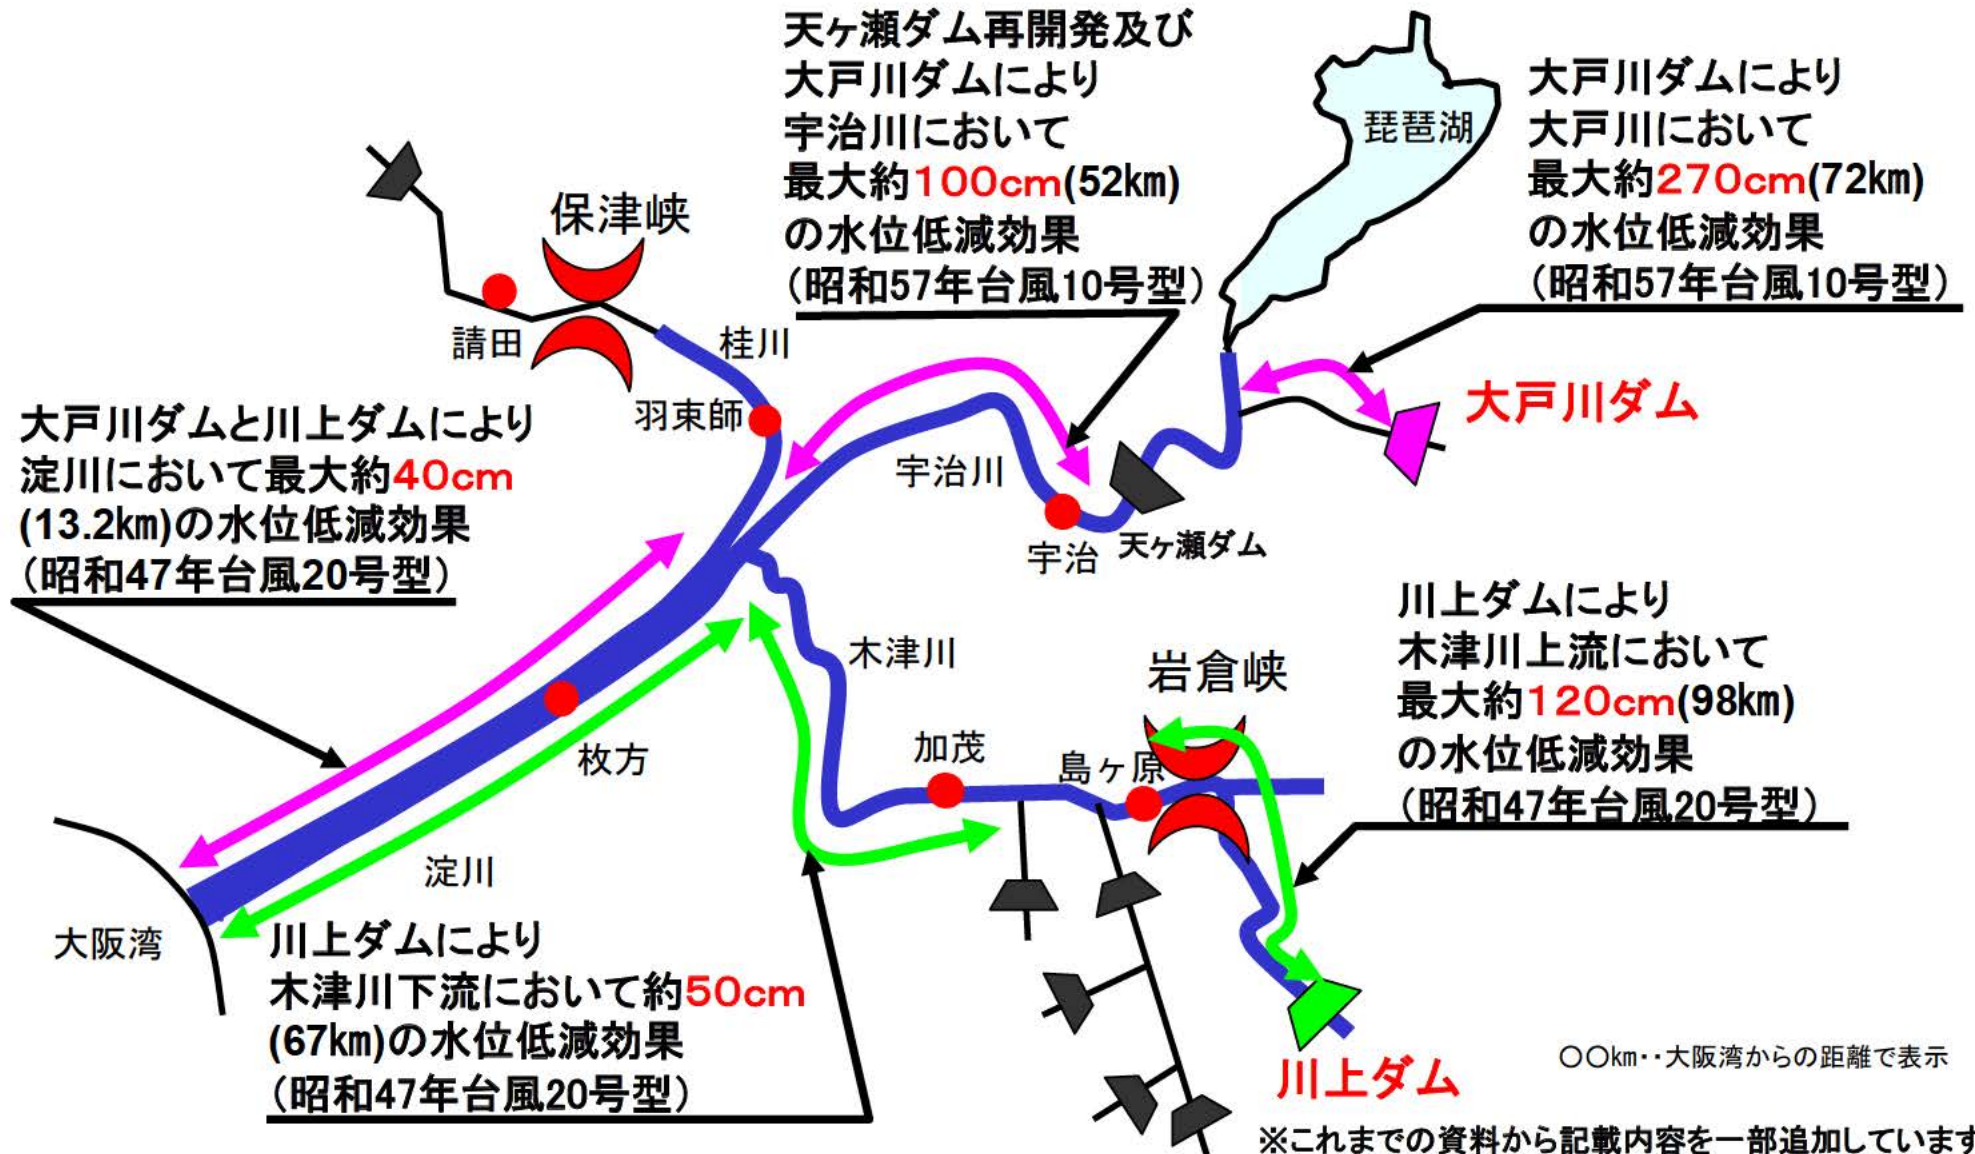 天ヶ瀬ダム再開発及び
大戸川ダムにより
宇治川において
最大約100cm(52km)
の水位低減効果
（昭和57年台風10号型）
琵琶湖
大戸川ダムにより
大戸川において
最大約270cm(72km)
の水位低減効果
（昭和57年台風10号型）
保津峡
請田
桂川
羽束師
大戸川ダム
大戸川ダムと川上ダムにより
淀川において最大約40cm
(13.2km)の水位低減効果
（昭和47年台風20号型）
宇治川
宇治
天ヶ瀬ダム
川上ダムにより
木津川上流において
最大約120cm(98km)
の水位低減効果
（昭和47年台風20号型）
木津川
岩倉峡
加茂
島ヶ原
枚方
淀川
大阪湾
川上ダムにより
木津川下流において約50cm
(67km)の水位低減効果
（昭和47年台風20号型）
川上ダム
〇〇km･･大阪湾からの距離で表示
※これまでの資料から記載内容を一部追加しています